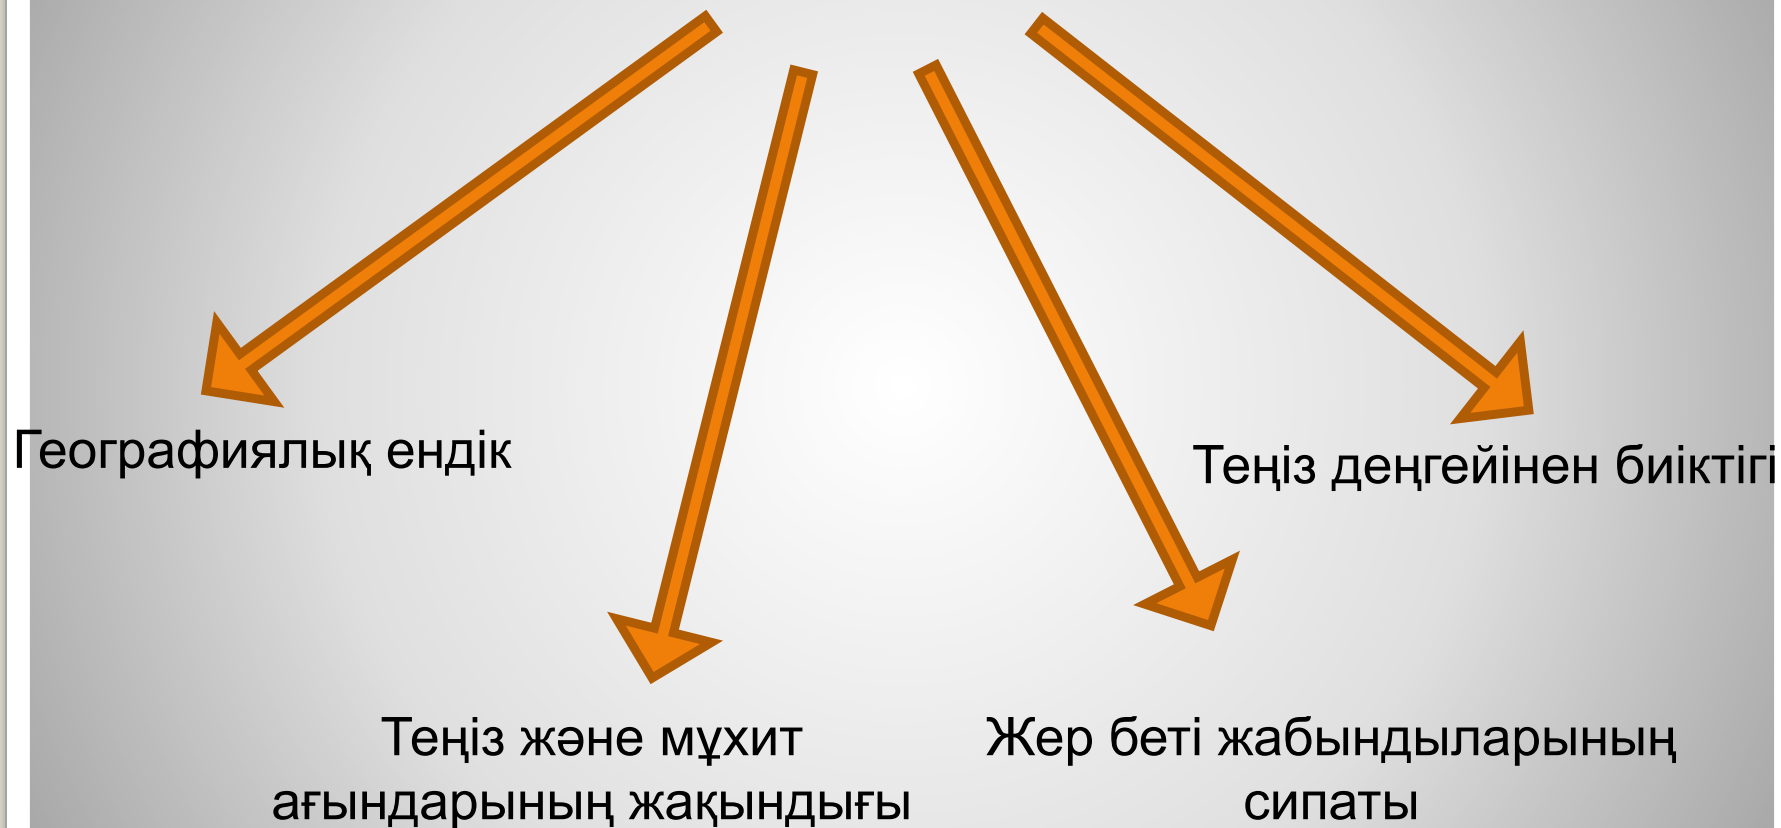 Географиялық ендік
Теңіз деңгейінен биіктігі
Теңіз және мұхит
ағындарының жақындығы
Жер беті жабындыларының
сипаты